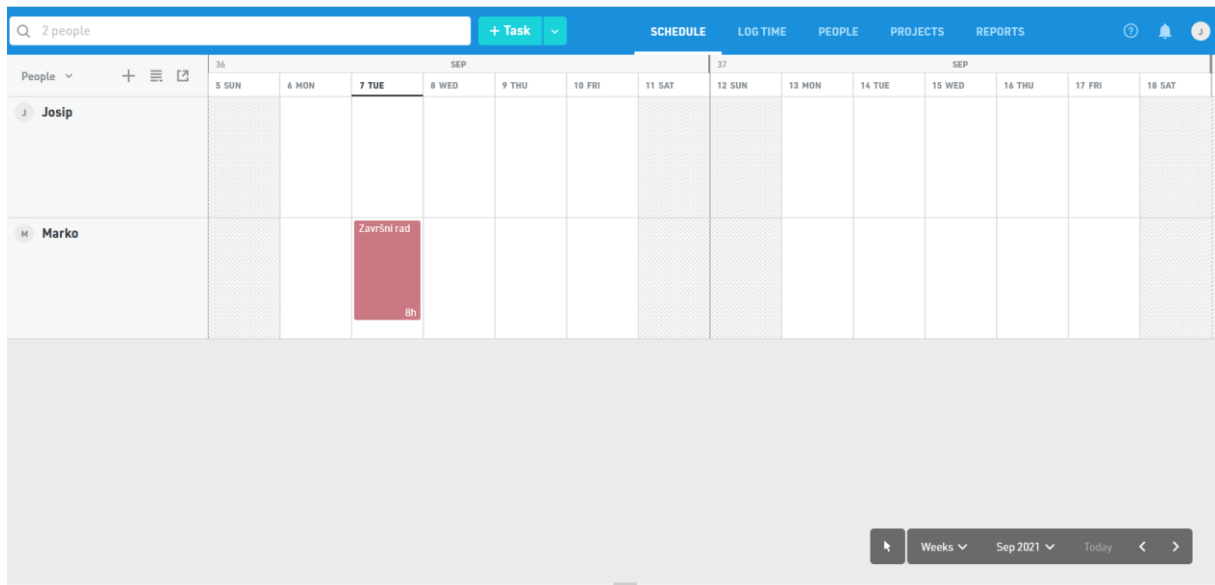 2 people + Task SCHEDULE LOG TIME PEOPLE PROJECTS REPORTS ? J
People 36 SEP 37 SEP
5 SUN 6 MON 7 TUE 8 WED 9 THU 10 FRI 11 SAT 12 SUN 13 MON 14 TUE 15 WED 16 THU 17 FRI 18 SAT
J Josip
M Marko Završni rad
8h
Weeks Sep 2021 Today